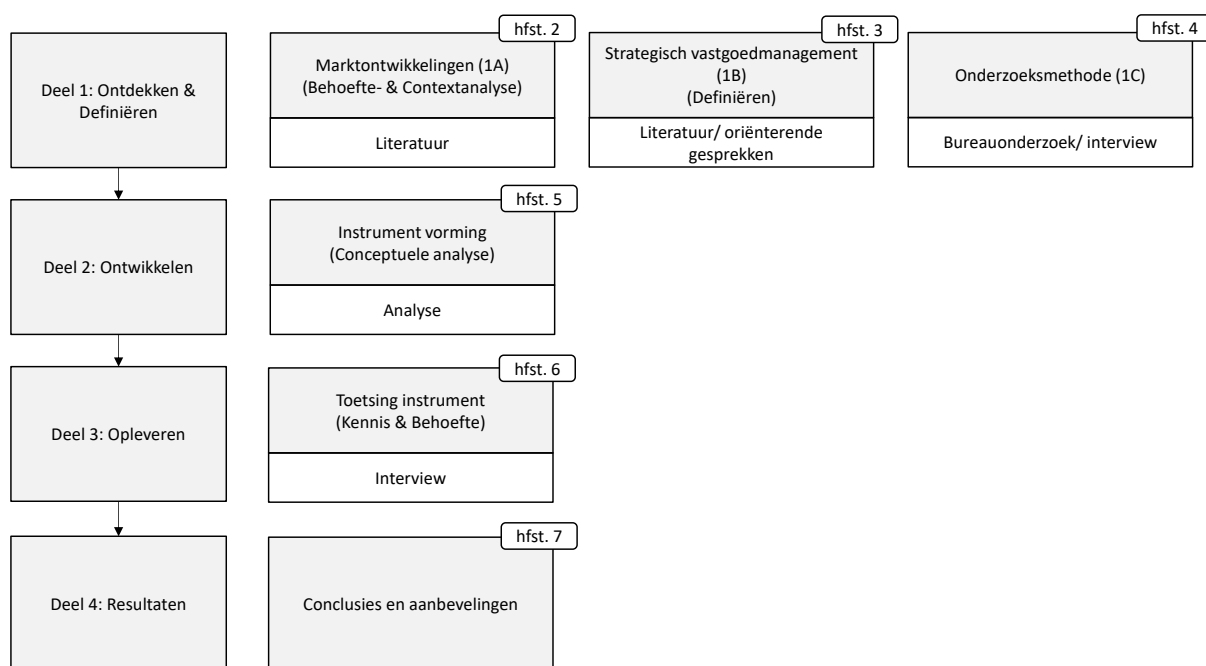 Deel 1: Ontdekken &
Definiëren
hfst. 2
Marktontwikkelingen (1A)
(Behoefte- & Contextanalyse)
Literatuur
hfst. 3
Strategisch vastgoedmanagement
(1B)
(Definiëren)
Literatuur/ oriënterende
gesprekken
hfst. 4
Onderzoeksmethode (1C)
Bureauonderzoek/ interview
Deel 2: Ontwikkelen
hfst. 5
Instrument vorming
(Conceptuele analyse)
Analyse
Deel 3: Opleveren
hfst. 6
Toetsing instrument
(Kennis & Behoefte)
Interview
Deel 4: Resultaten
hfst. 7
Conclusies en aanbevelingen